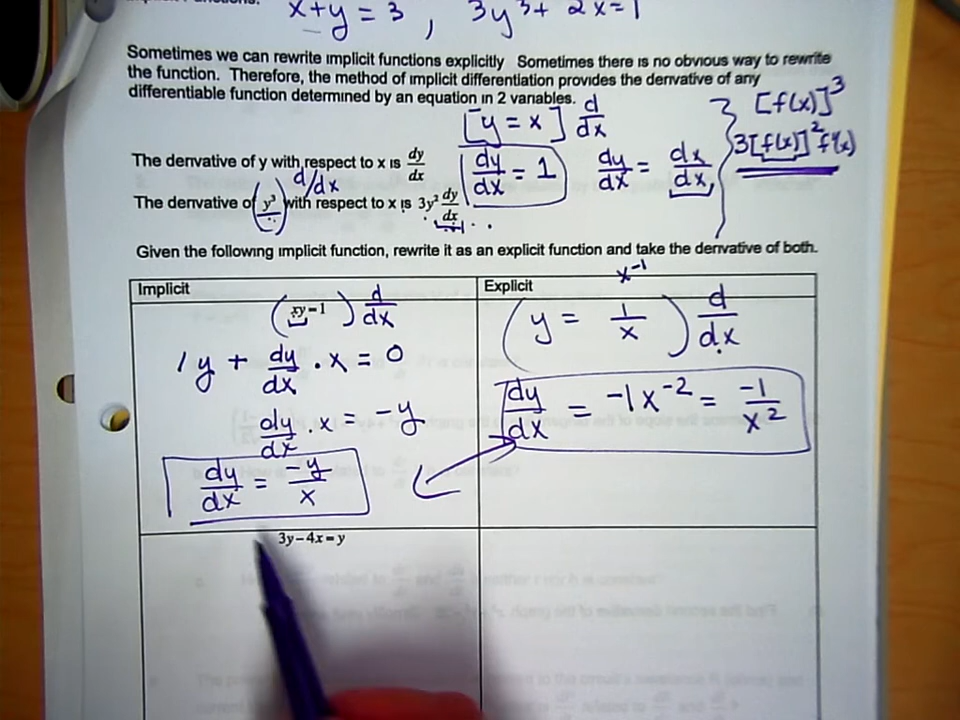 x+y = 3 , 3y³+ 2x=1
Sometimes we can rewrite implicit functions explicitly Sometimes there is no obvious way to rewrite
the function. Therefore, the method of implicit differentiation provides the derivative of any
differentiable function determined by an equation in 2 variables.
[y = x] d/dx
[f(x)]³
3[f(x)]² f'(x)
The derivative of y with respect to x is dy/dx
dy/dx = 1
dy/dx = dx/dx
d/dx
The derivative of (y³) with respect to x is 3y² dy/dx
Given the following implicit function, rewrite it as an explicit function and take the derivative of both.
Implicit
(xy=1) d/dx
1y + dy/dx · x = 0
dy/dx · x = -y
dy/dx = -y/x
Explicit
x⁻¹
(y = 1/x) d/dx
dy/dx = -1x⁻² = -1/x²
3y−4x=y